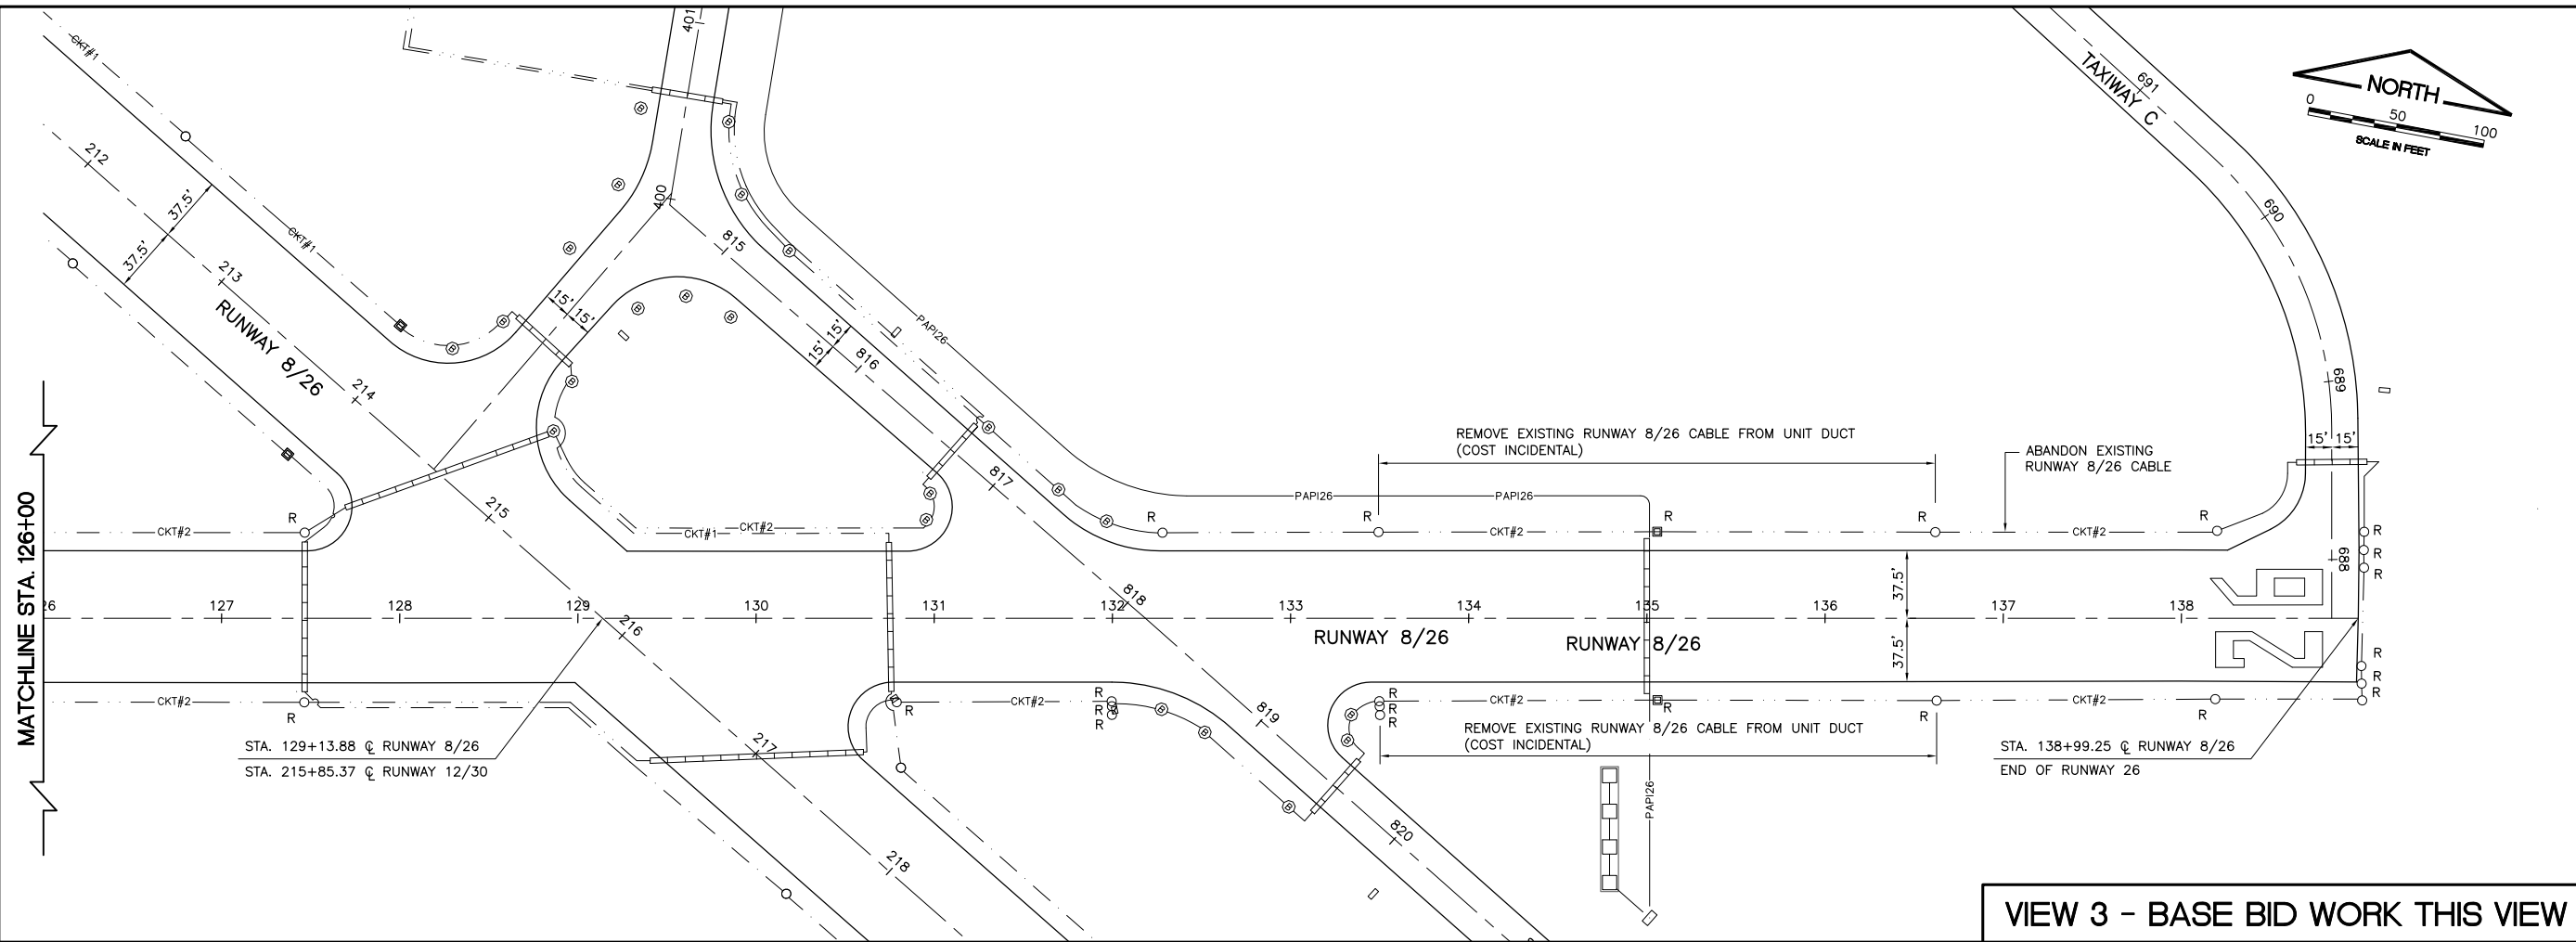 401
CKT#1
TAXIWAY C
691
NORTH
0
50
100
SCALE IN FEET
212
37.5'
37.5'
400
CKT#1
815
690
213
RUNWAY 8/26
15'
15'
PAPI26
15'
15'
816
214
689
REMOVE EXISTING RUNWAY 8/26 CABLE FROM UNIT DUCT
(COST INCIDENTAL)
ABANDON EXISTING
RUNWAY 8/26 CABLE
15'
15'
817
215
PAPI26
PAPI26
MATCHLINE STA. 126+00
CKT#2
R
CKT#1
CKT#2
R
R
CKT#2
R
R
CKT#2
R
R
R
R
688
37.5'
26
127
128
129
130
131
132
133
134
135
136
137
138
818
216
RUNWAY 8/26
RUNWAY 8/26
37.5'
26
R
R
R
CKT#2
R
R
CKT#2
R
R
R
R
CKT#2
R
R
CKT#2
R
819
REMOVE EXISTING RUNWAY 8/26 CABLE FROM UNIT DUCT
(COST INCIDENTAL)
217
STA. 129+13.88 ℄ RUNWAY 8/26
STA. 215+85.37 ℄ RUNWAY 12/30
STA. 138+99.25 ℄ RUNWAY 8/26
END OF RUNWAY 26
PAPI26
820
218
VIEW 3 - BASE BID WORK THIS VIEW